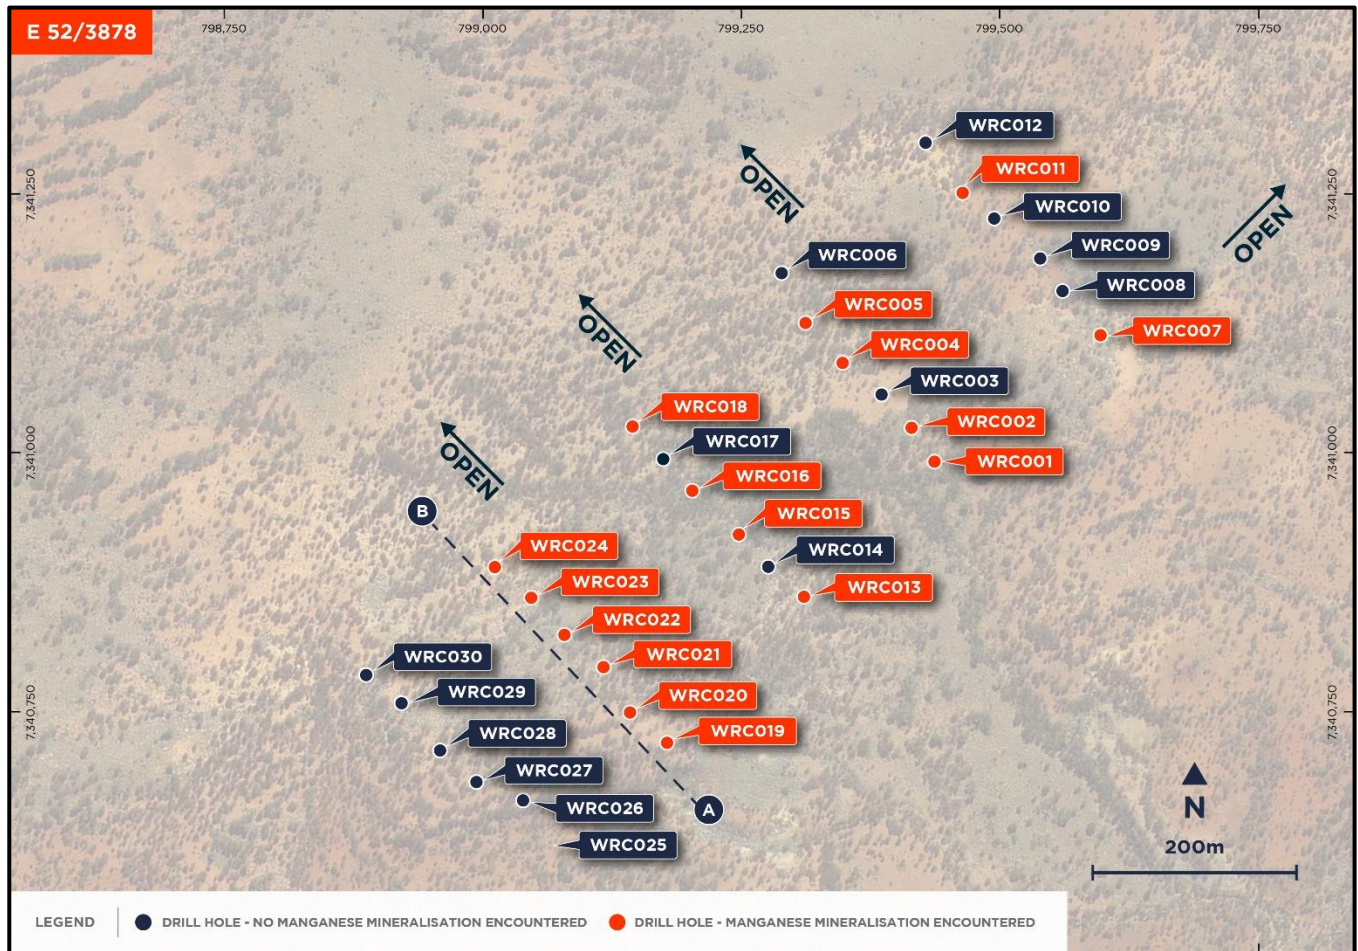 E 52/3878
798,750
799,000
799,250
799,500
799,750
WRC012
OPEN
WRC011
7,341,250
7,341,250
WRC010
OPEN
WRC006
WRC009
WRC008
WRC005
OPEN
WRC004
WRC007
WRC003
WRC018
WRC002
WRC017
7,341,000
7,341,000
WRC001
OPEN
WRC016
B
WRC015
WRC024
WRC014
WRC023
WRC013
WRC022
WRC030
WRC021
WRC029
WRC020
7,340,750
7,340,750
WRC028
WRC019
WRC027
WRC026
A
N
WRC025
200m
LEGEND
DRILL HOLE - NO MANGANESE MINERALISATION ENCOUNTERED
DRILL HOLE - MANGANESE MINERALISATION ENCOUNTERED